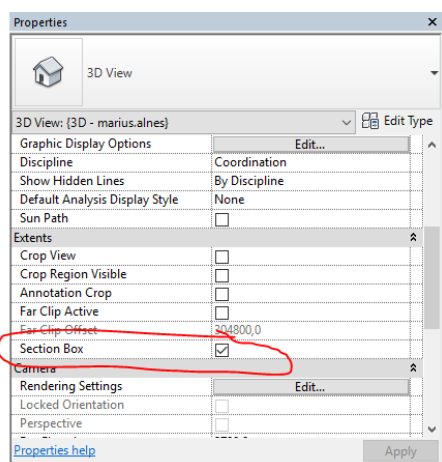 Properties
3D View
3D View: {3D - marius.alnes} Edit Type
Graphic Display Options Edit...
Discipline Coordination
Show Hidden Lines By Discipline
Default Analysis Display Style None
Sun Path
Extents
Crop View
Crop Region Visible
Annotation Crop
Far Clip Active
Far Clip Offset 304800,0
Section Box
Camera
Rendering Settings Edit...
Locked Orientation
Perspective
Properties help Apply